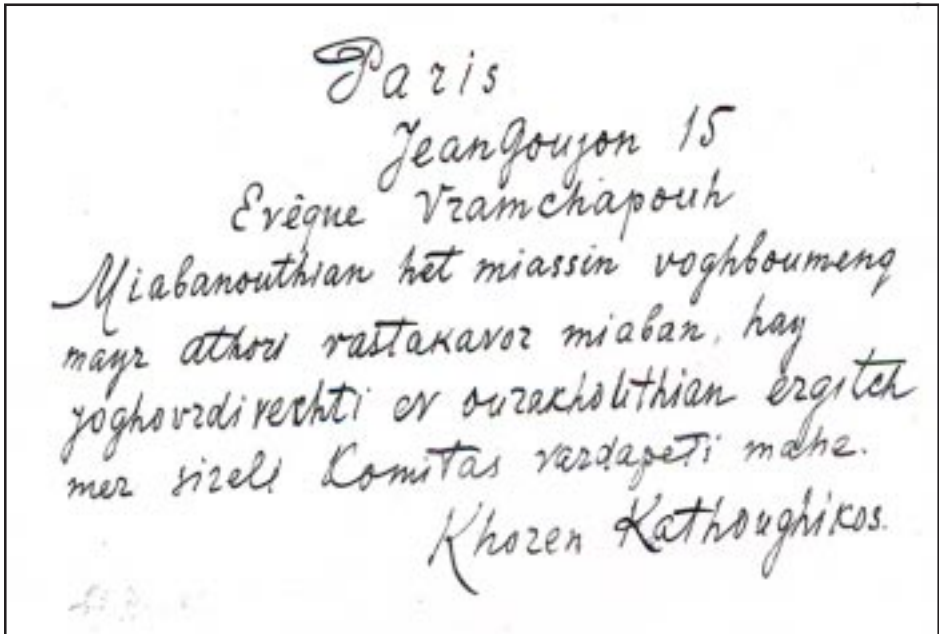 Paris
Jean Goujon 15
Evêque Vramchapouh
Miabanouthian het miassin voghboumenq
mayr athori vastakavor miaban, hay
joghovrdi vechti ev ourakholithian ergitch
mer sireli Komitas vardapeti mahe.
Khoren Kathoughikos.